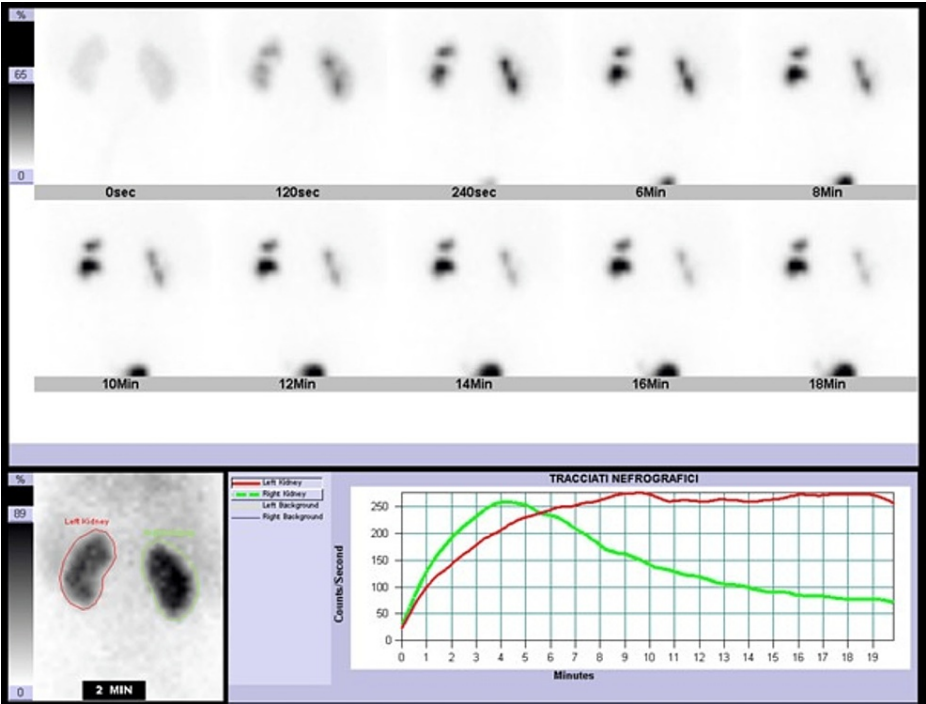 %
65
0
0sec 120sec 240sec 6Min 8Min
10Min 12Min 14Min 16Min 18Min
%
89
0
Left Kidney
2 MIN
Left Kidney
Right Kidney
Left Background
Right Background
TRACCIATI NEFROGRAFICI
Counts/Second
250
200
150
100
50
0
0 1 2 3 4 5 6 7 8 9 10 11 12 13 14 15 16 17 18 19
Minutes